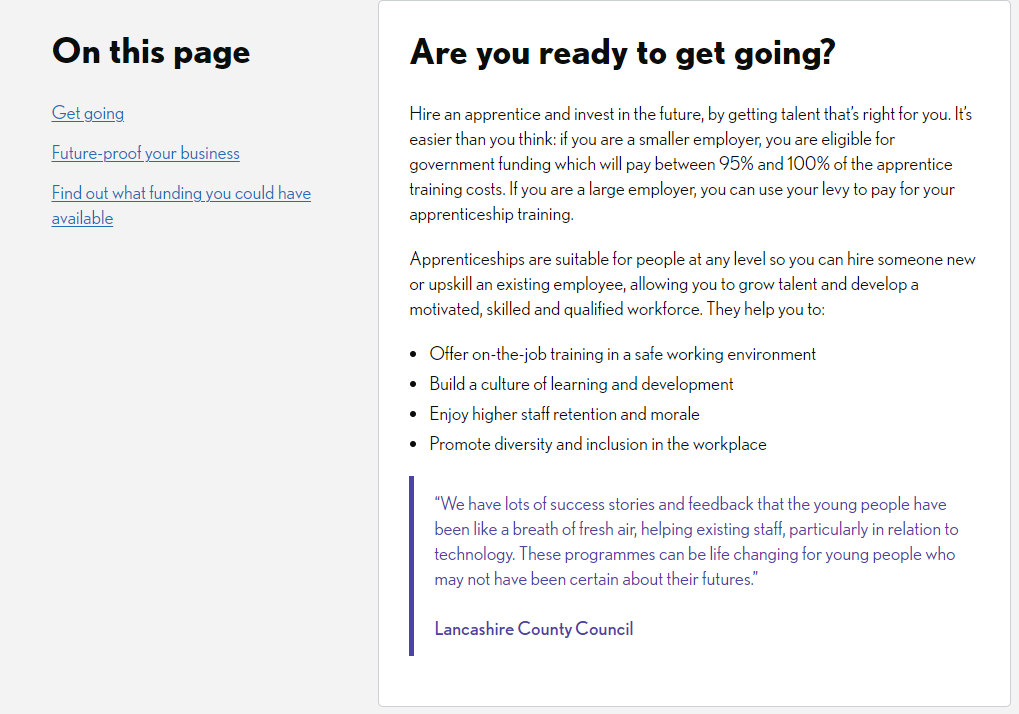 On this page
Get going
Future-proof your business
Find out what funding you could have
available
Are you ready to get going?
Hire an apprentice and invest in the future, by getting talent that's right for you. It's
easier than you think: if you are a smaller employer, you are eligible for
government funding which will pay between 95% and 100% of the apprentice
training costs. If you are a large employer, you can use your levy to pay for your
apprenticeship training.
Apprenticeships are suitable for people at any level so you can hire someone new
or upskill an existing employee, allowing you to grow talent and develop a
motivated, skilled and qualified workforce. They help you to:
• Offer on-the-job training in a safe working environment
• Build a culture of learning and development
• Enjoy higher staff retention and morale
• Promote diversity and inclusion in the workplace
“We have lots of success stories and feedback that the young people have
been like a breath of fresh air, helping existing staff, particularly in relation to
technology. These programmes can be life changing for young people who
may not have been certain about their futures.”
Lancashire County Council